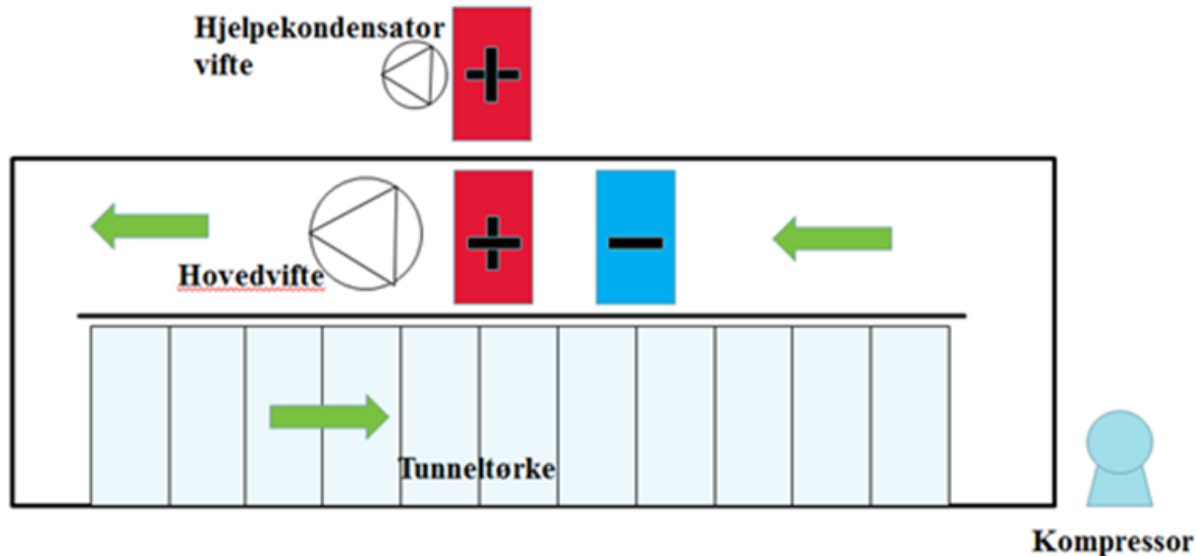 Hjelpekondensator
vifte
Hovedvifte
Tunneltørke
Kompressor